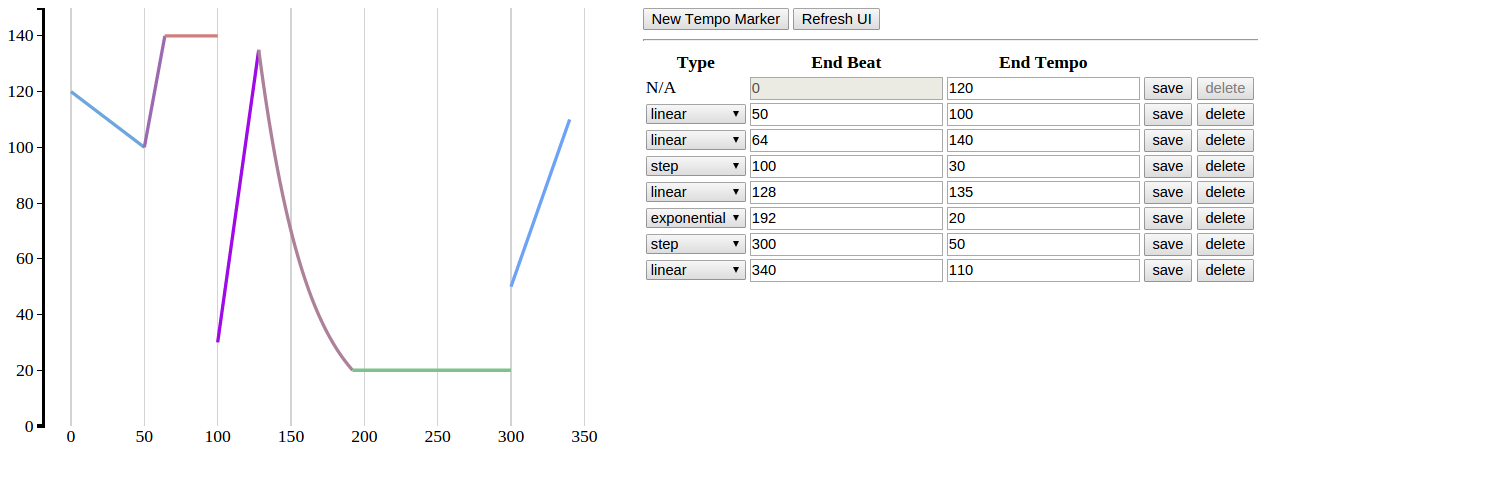 140
120
100
80
60
40
20
0
0 50 100 150 200 250 300 350
New Tempo Marker Refresh UI
Type End Beat End Tempo
N/A 0 120 save delete
linear 50 100 save delete
linear 64 140 save delete
step 100 30 save delete
linear 128 135 save delete
exponential 192 20 save delete
step 300 50 save delete
linear 340 110 save delete